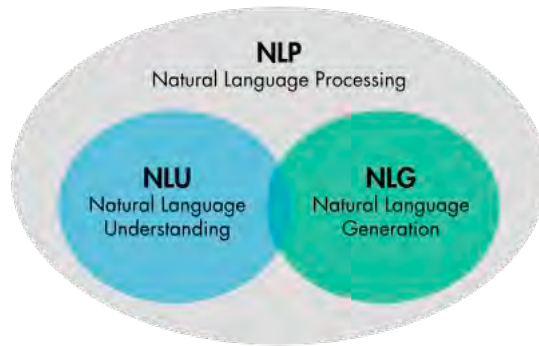 NLP
Natural Language Processing
NLU
Natural Language
Understanding
NLG
Natural Language
Generation